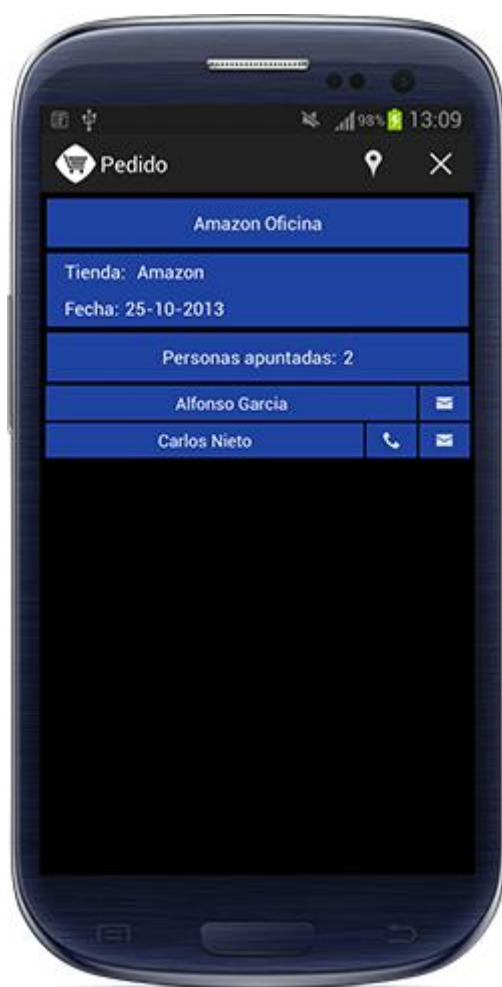 98% 13:09
Pedido
Amazon Oficina
Tienda: Amazon
Fecha: 25-10-2013
Personas apuntadas: 2
Alfonso Garcia
Carlos Nieto